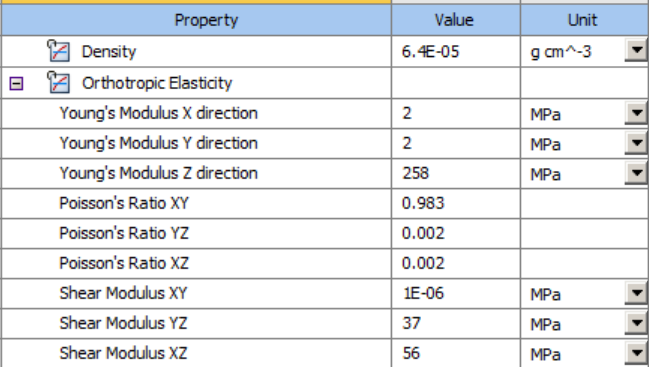 Property Value Unit
Density 6.4E-05 g cm^-3
Orthotropic Elasticity
Young's Modulus X direction 2 MPa
Young's Modulus Y direction 2 MPa
Young's Modulus Z direction 258 MPa
Poisson's Ratio XY 0.983
Poisson's Ratio YZ 0.002
Poisson's Ratio XZ 0.002
Shear Modulus XY 1E-06 MPa
Shear Modulus YZ 37 MPa
Shear Modulus XZ 56 MPa